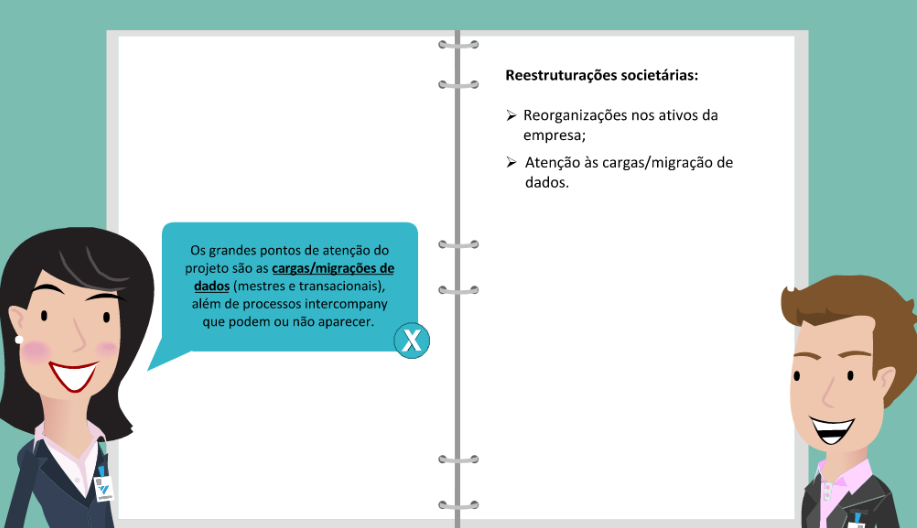 Os grandes pontos de atenção do
projeto são as cargas/migrações de
dados (mestres e transacionais),
além de processos intercompany
que podem ou não aparecer.
X
Reestruturações societárias:
➢ Reorganizações nos ativos da
empresa;
➢ Atenção às cargas/migração de
dados.